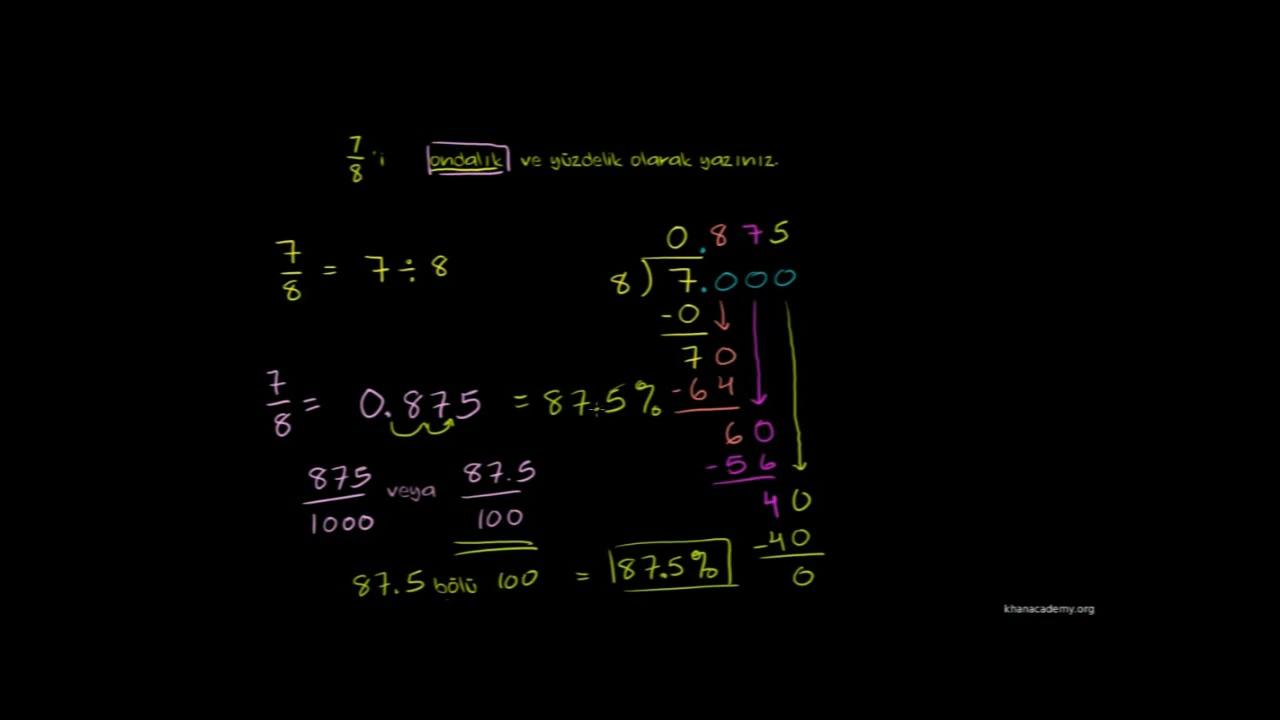 7/8 'i ondalık ve yüzdelik olarak yazınız.
7/8 = 7 ÷ 8
0.875
8) 7.000
-0
70
-64
60
-56
40
-40
0
7/8 = 0.875 = 87.5%
875/1000 veya 87.5/100
87.5 bölü 100 = 87.5%
khanacademy.org